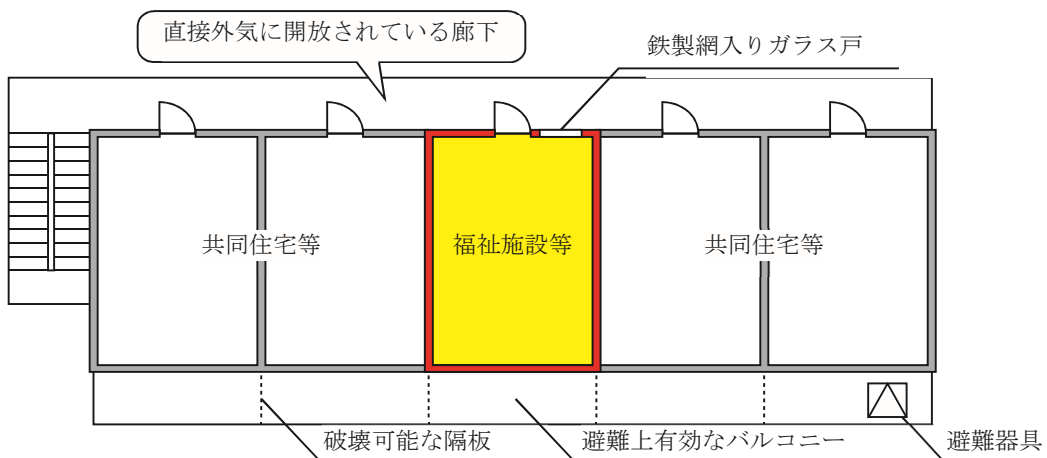 直接外気に開放されている廊下
鉄製網入りガラス戸
共同住宅等
福祉施設等
共同住宅等
破壊可能な隔板
避難上有効なバルコニー
避難器具